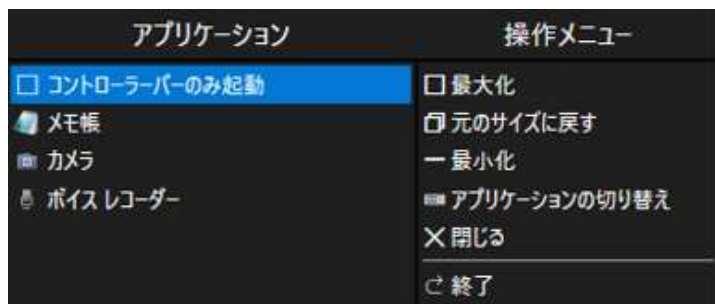 アプリケーション
コントローラーバーのみ起動
メモ帳
カメラ
ボイス レコーダー
操作メニュー
最大化
元のサイズに戻す
最小化
アプリケーションの切り替え
閉じる
終了